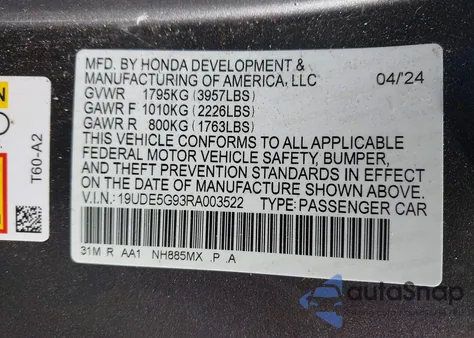 MFD. BY HONDA DEVELOPMENT &
MANUFACTURING OF AMERICA, LLC 04/'24
GVWR 1795KG (3957LBS)
GAWR F 1010KG (2226LBS)
GAWR R 800KG (1763LBS)
THIS VEHICLE CONFORMS TO ALL APPLICABLE
FEDERAL MOTOR VEHICLE SAFETY, BUMPER,
AND THEFT PREVENTION STANDARDS IN EFFECT
ON THE DATE OF MANUFACTURE SHOWN ABOVE.
V.I.N.: 19UDE5G93RA003522 TYPE: PASSENGER CAR
31M R AA1 NH885MX .P .A
T60-A2
autoSnap